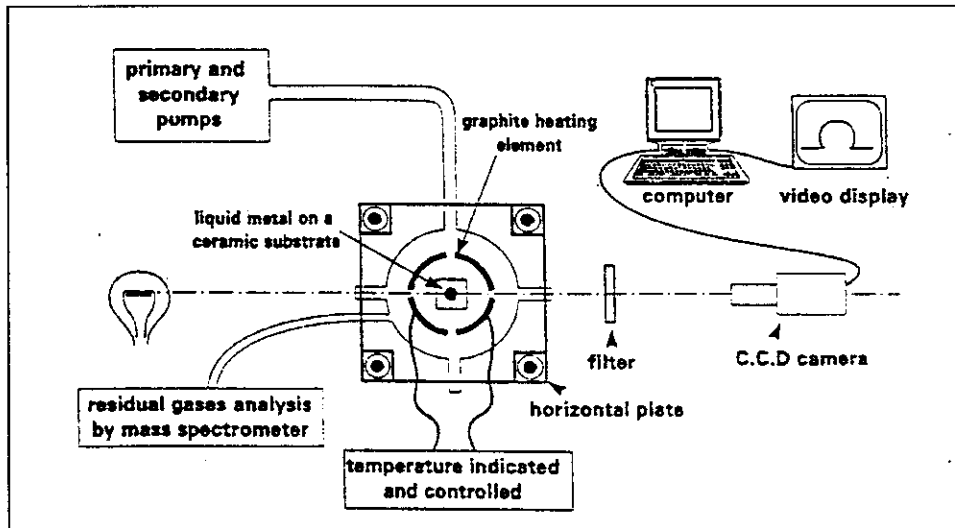 primary and
secondary
pumps
graphite heating
element
computer
video display
liquid metal on a
ceramic substrate
filter
C.C.D camera
horizontal plate
residual gases analysis
by mass spectrometer
temperature indicated
and controlled